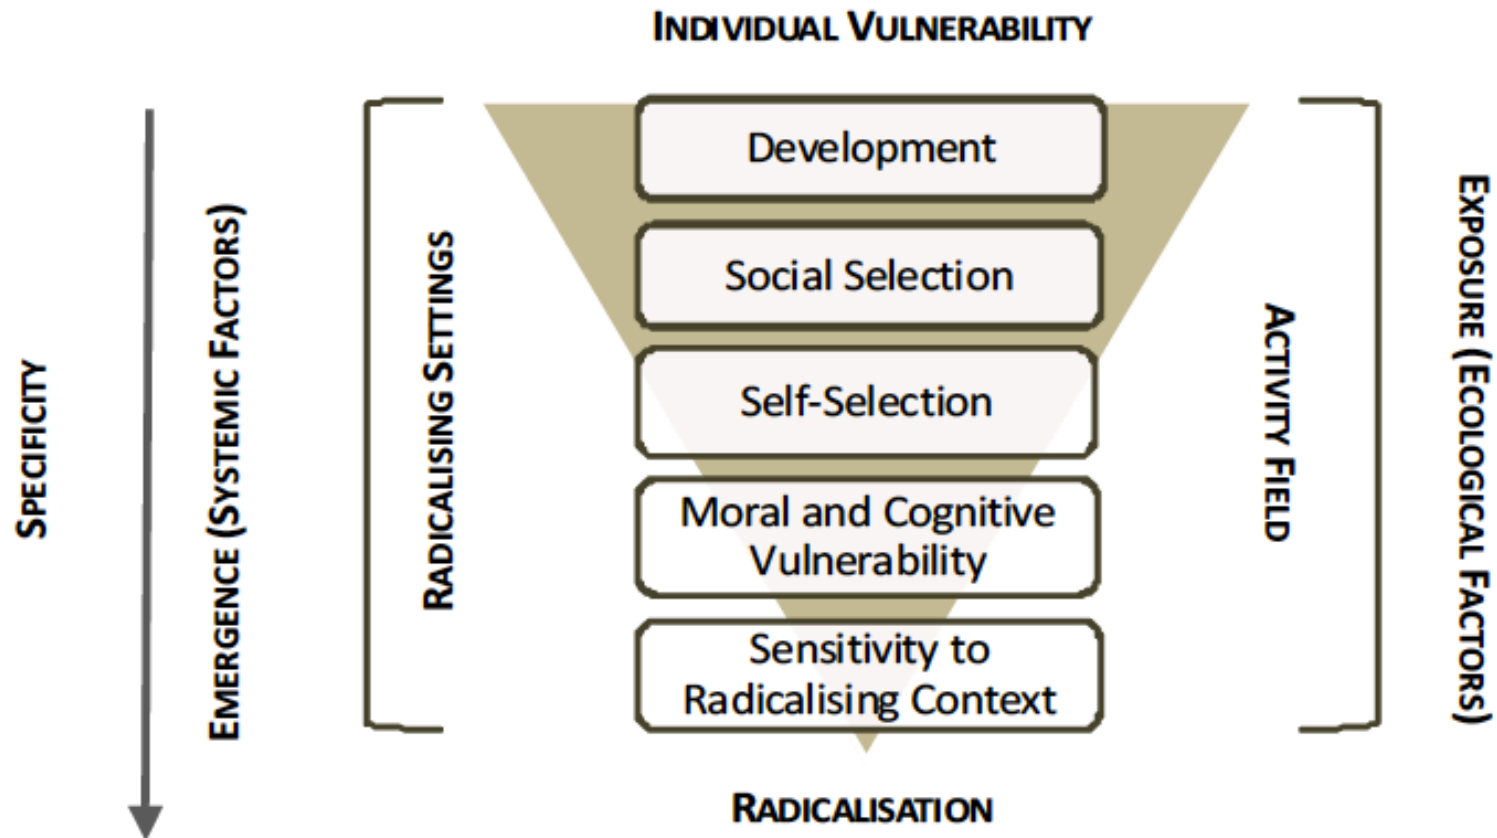 INDIVIDUAL VULNERABILITY
SPECIFICITY
EMERGENCE (SYSTEMIC FACTORS)
RADICALISING SETTINGS
Development
Social Selection
Self-Selection
Moral and Cognitive
Vulnerability
Sensitivity to
Radicalising Context
ACTIVITY FIELD
EXPOSURE (ECOLOGICAL FACTORS)
RADICALISATION